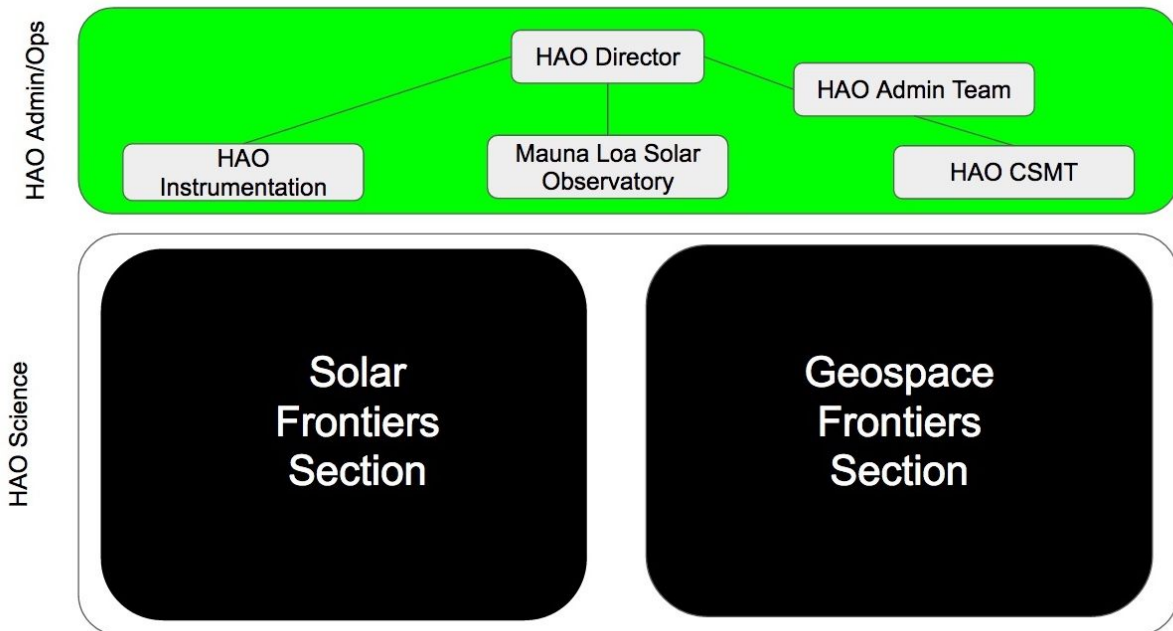 HAO Admin/Ops
HAO Director
HAO Admin Team
HAO
Instrumentation
Mauna Loa Solar
Observatory
HAO CSMT
HAO Science
Solar
Frontiers
Section
Geospace
Frontiers
Section